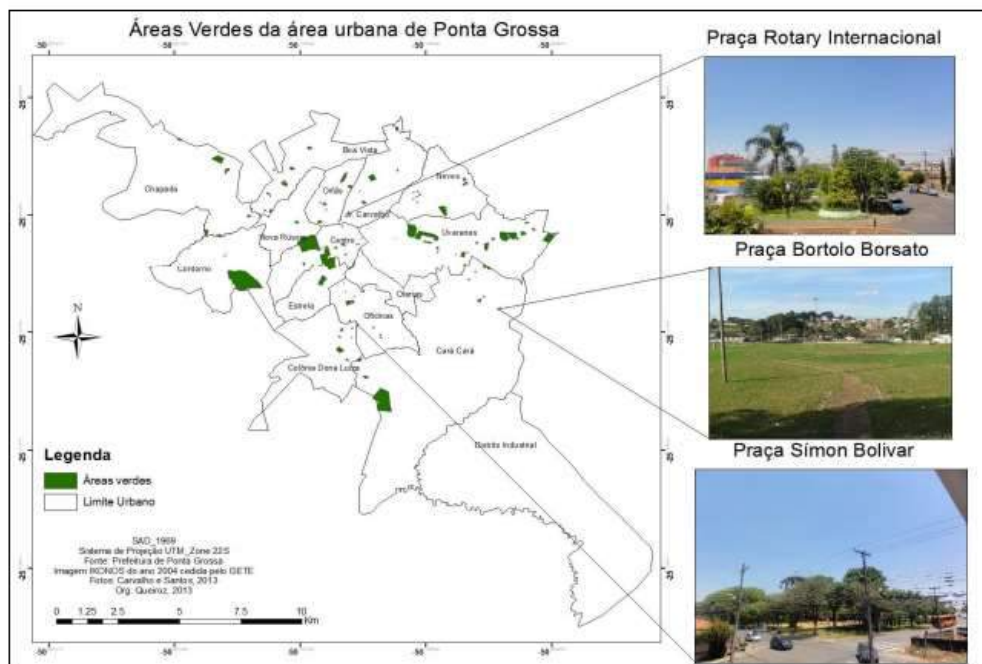 Áreas Verdes da área urbana de Ponta Grossa
Praça Rotary Internacional
Boa Vista
Neves
Chapada
Órfãs
Jr. Carvalho
Uvaranas
Nova Rússia
Centro
Contorno
Praça Bortolo Borsato
Olarias
Estrela
Oficinas
N
Cará Cará
Colônia Dona Luiza
Praça Símon Bolivar
Distrito Industrial
Legenda
Áreas verdes
Limite Urbano
SAD_1969
Sistema de Projeção UTM_Zone 22S
Fonte: Prefeitura de Ponta Grossa
Imagem IKONOS do ano 2004 cedida pelo GETE
Fotos: Carvalho e Santos, 2013
Org: Queiroz, 2013
0 1.25 2.5 5 7.5 10
Km